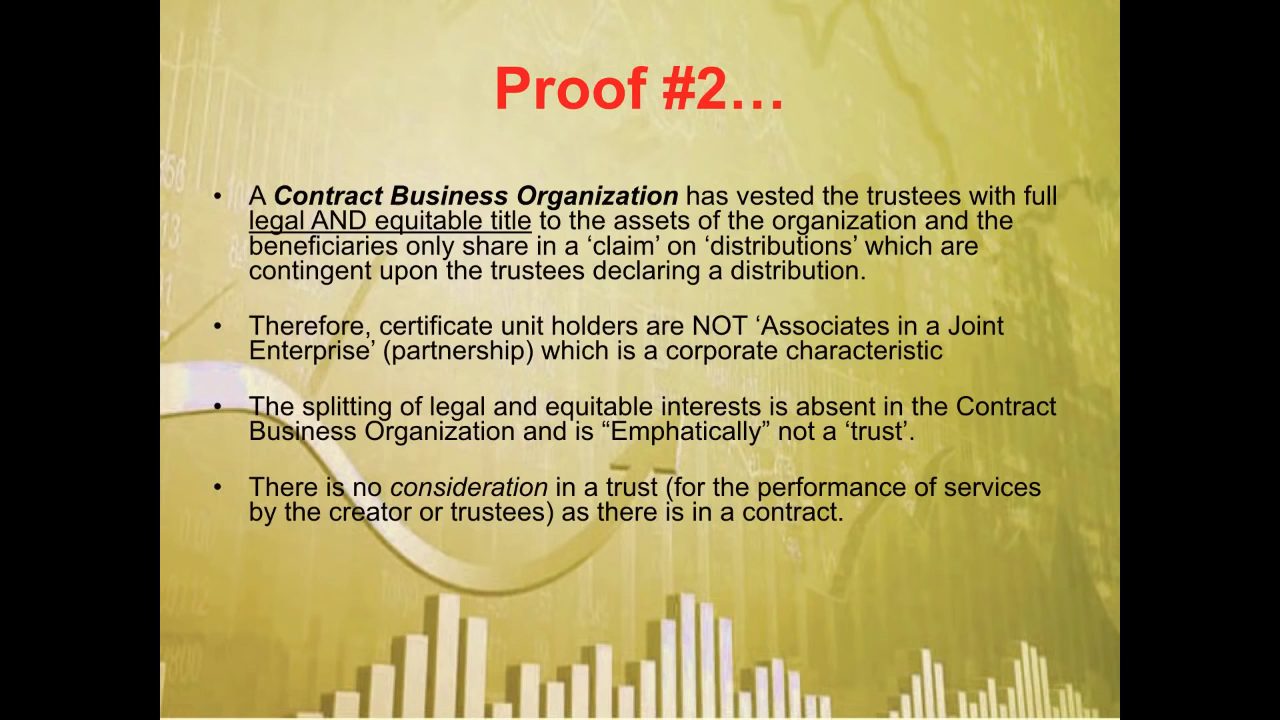 Proof #2…
• A Contract Business Organization has vested the trustees with full
legal AND equitable title to the assets of the organization and the
beneficiaries only share in a ‘claim’ on ‘distributions’ which are
contingent upon the trustees declaring a distribution.
• Therefore, certificate unit holders are NOT ‘Associates in a Joint
Enterprise’ (partnership) which is a corporate characteristic
• The splitting of legal and equitable interests is absent in the Contract
Business Organization and is “Emphatically” not a ‘trust’.
• There is no consideration in a trust (for the performance of services
by the creator or trustees) as there is in a contract.